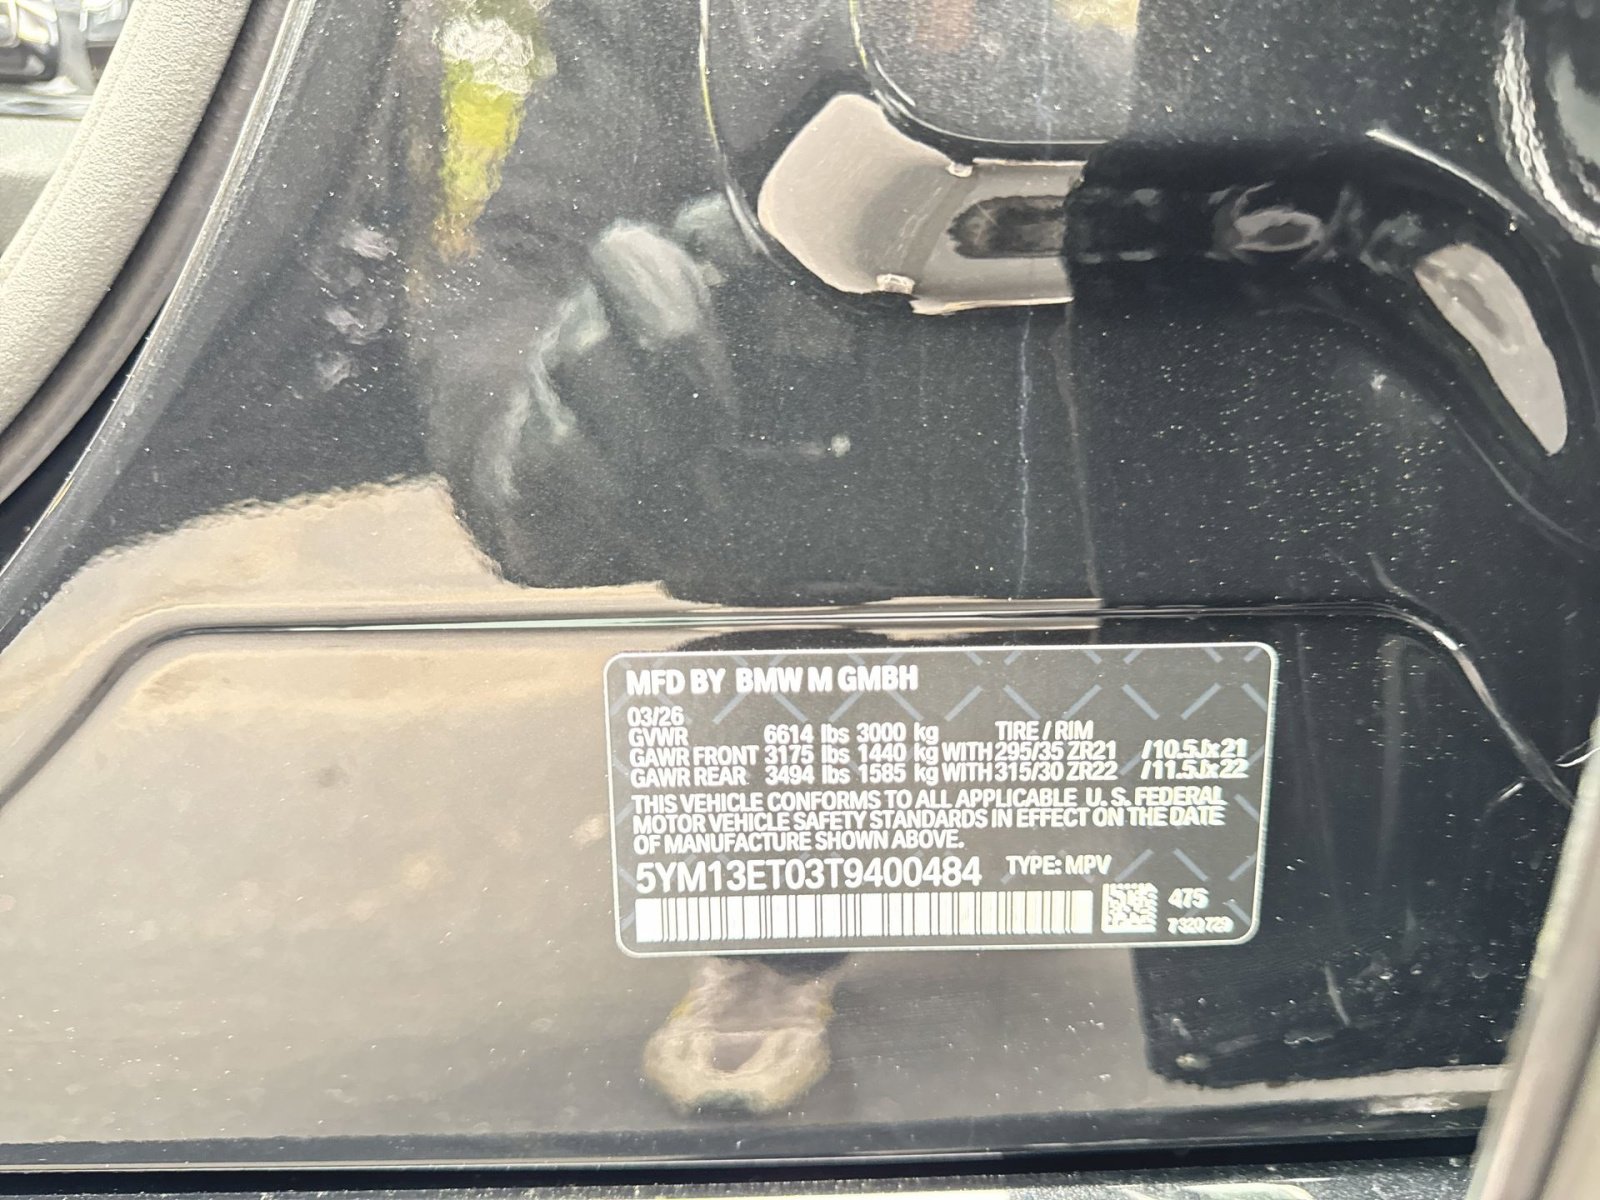 MFD BY BMW M GMBH
03/26
GVWR 6614 lbs 3000 kg TIRE / RIM
GAWR FRONT 3175 lbs 1440 kg WITH 295/35 ZR21 /10.5Jx21
GAWR REAR 3494 lbs 1585 kg WITH 315/30 ZR22 /11.5Jx22
THIS VEHICLE CONFORMS TO ALL APPLICABLE U.S. FEDERAL
MOTOR VEHICLE SAFETY STANDARDS IN EFFECT ON THE DATE
OF MANUFACTURE SHOWN ABOVE.
5YM13ET03T9400484 TYPE: MPV
475
7320729